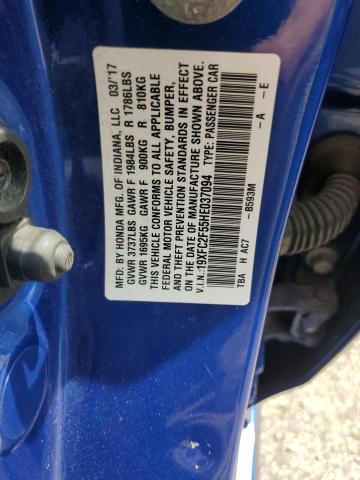 MFD. BY HONDA MFG. OF INDIANA, LLC 03/17
GVWR 3737LBS GAWR F 1984LBS R 1786LBS
GVWR 1695KG GAWR F 900KG R 810KG
THIS VEHICLE CONFORMS TO ALL APPLICABLE
FEDERAL MOTOR VEHICLE SAFETY, BUMPER,
AND THEFT PREVENTION STANDARDS IN EFFECT
ON THE DATE OF MANUFACTURE SHOWN ABOVE.
V.I.N.:19XFC2F55HE037094 TYPE: PASSENGER CAR
TBA H AC7 - B593M - A - E